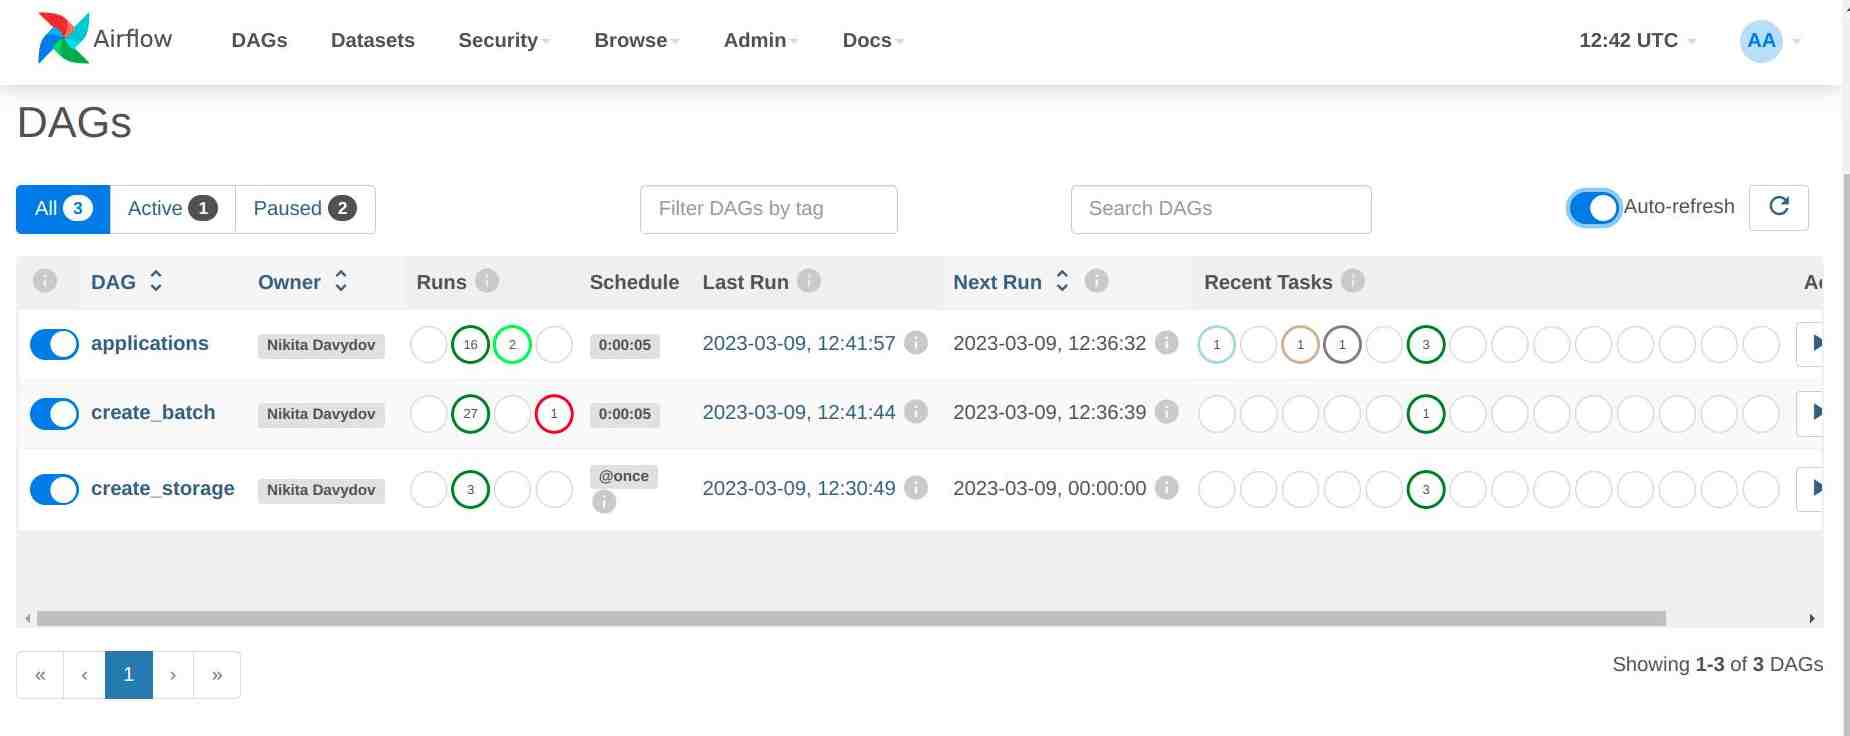 Airflow DAGs Datasets Security Browse Admin Docs 12:42 UTC AA
DAGs
All 3 Active 1 Paused 2 Filter DAGs by tag Search DAGs Auto-refresh
DAG Owner Runs Schedule Last Run Next Run Recent Tasks
applications Nikita Davydov 16 2 0:00:05 2023-03-09, 12:41:57 2023-03-09, 12:36:32 1 1 1 3
create_batch Nikita Davydov 27 1 0:00:05 2023-03-09, 12:41:44 2023-03-09, 12:36:39 1
create_storage Nikita Davydov 3 @once 2023-03-09, 12:30:49 2023-03-09, 00:00:00 3
« ‹ 1 › » Showing 1-3 of 3 DAGs